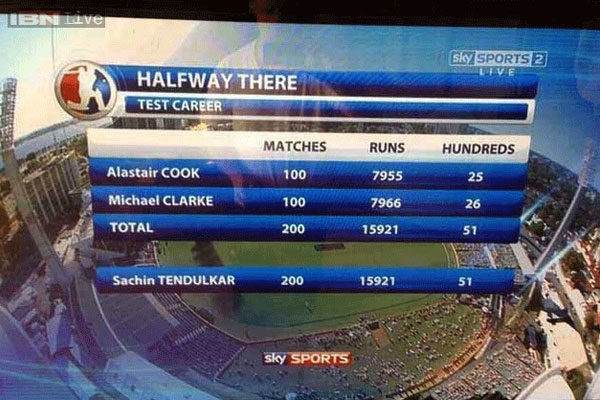 IBN Live
sky SPORTS 2
LIVE
HALFWAY THERE
TEST CAREER
MATCHES RUNS HUNDREDS
Alastair COOK 100 7955 25
Michael CLARKE 100 7966 26
TOTAL 200 15921 51
Sachin TENDULKAR 200 15921 51
sky SPORTS